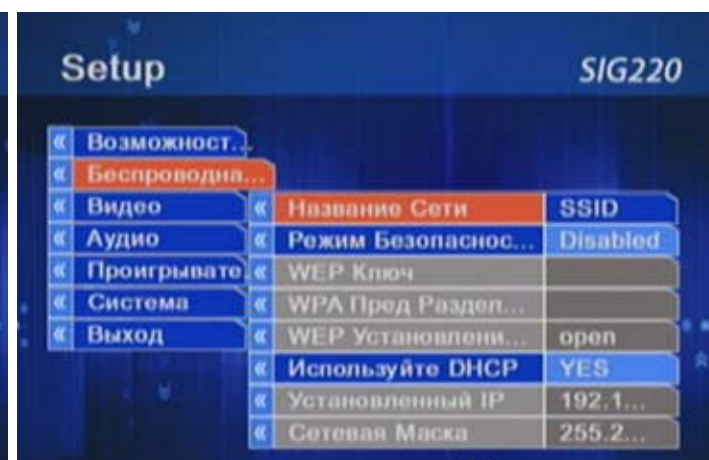 Setup
SIG220
Возможност...
Беспроводна...
Видео
Аудио
Проигрывате
Система
Выход
Название Сети SSID
Режим Безопаснос... Disabled
WEP Ключ
WPA Пред Раздел...
WEP Установлени... open
Используйте DHCP YES
Установленный IP 192.1...
Сетевая Маска 255.2...